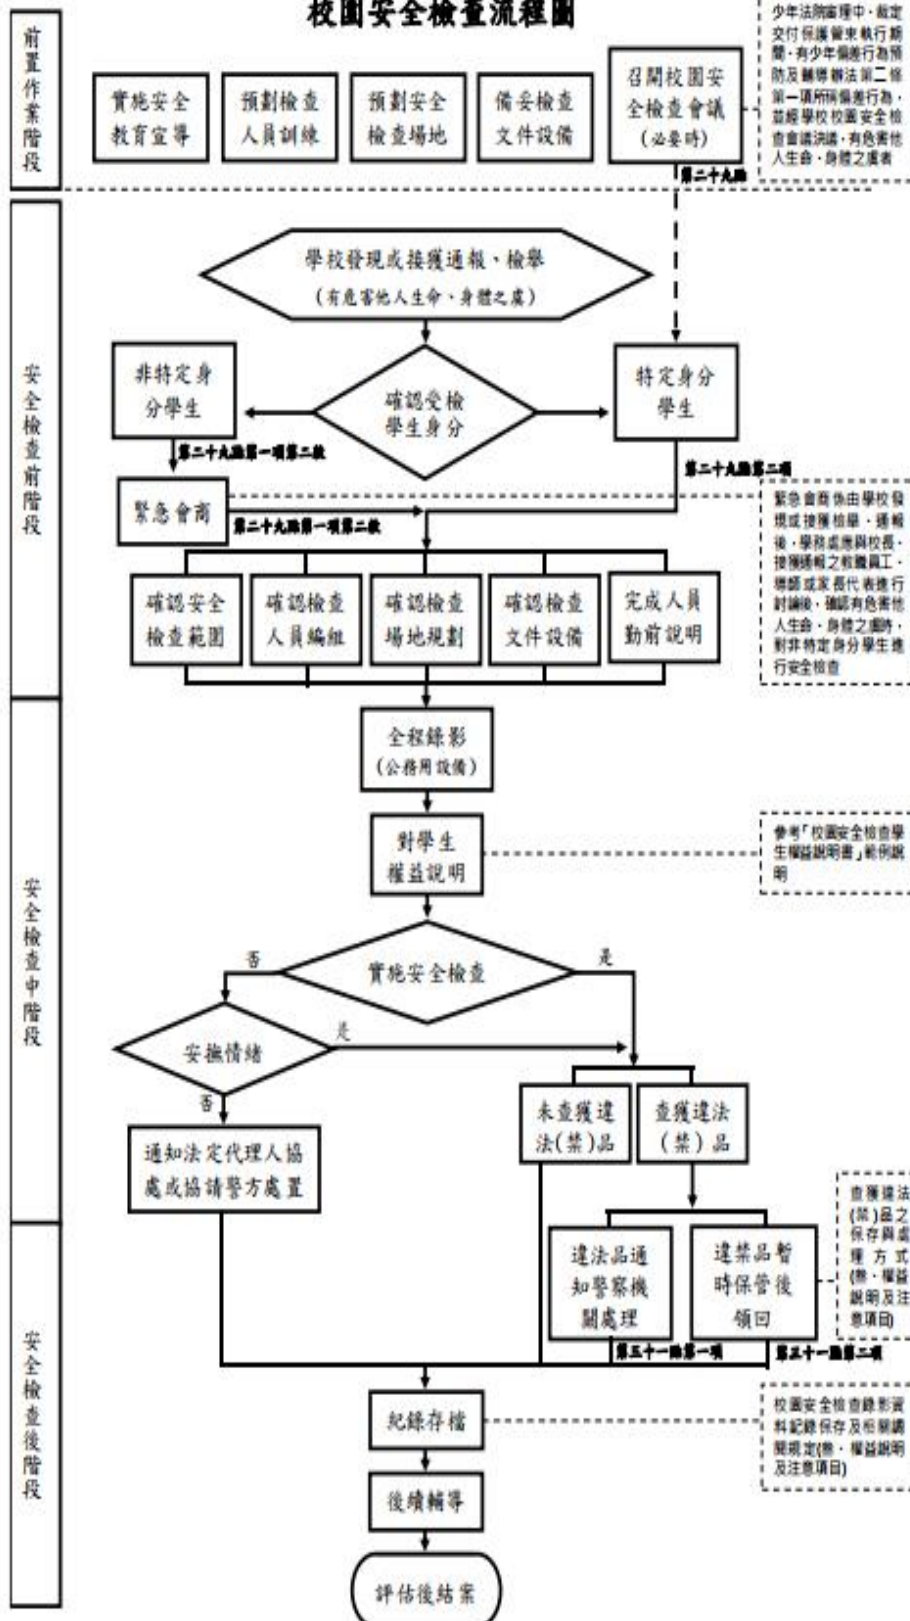 校園安全檢查流程圖
前置作業階段
實施安全
教育宣導
預劃檢查
人員訓練
預劃安全
檢查場地
備妥檢查
文件設備
召開校園安
全檢查會議
(必要時)
少年法院審理中，裁定
交付保護管束執行期
間，有少年偏差行為預
防及輔導辦法第二條
第一項所稱偏差行為，
並經學校校園安全檢
查會議決議，有危害他
人生命，身體之虞者
第二十九點
安全檢查前階段
學校發現或接獲通報、檢舉
(有危害他人生命、身體之虞)
非特定身
分學生
確認受檢
學生身分
特定身分
學生
第二十九點第一項第二款
第二十九點第二項
緊急會商
第二十九點第一項第二款
緊急會商係由學校發
現或接獲檢舉，通報
後，學務處應與校長，
接獲通報之教職員工，
導師或家長代表進行
討論後，確認有危害他
人生命，身體之虞時，
對非特定身分學生進
行安全檢查
確認安全
檢查範圍
確認檢查
人員編組
確認檢查
場地規劃
確認檢查
文件設備
完成人員
勤前說明
安全檢查中階段
全程錄影
(公務用設備)
對學生
權益說明
參考「校園安全檢查學
生權益說明書」範例說
明
實施安全檢查
否
是
安撫情緒
是
否
未查獲違
法(禁)品
查獲違法
(禁)品
通知法定代理人協
處或協請警方處置
查獲違法
(禁)品之
保存與處
理方式
(參，權益
說明及注
意項目)
違法品通
知警察機
關處理
違禁品暫
時保管後
領回
第三十一點第一項
第三十一點第二項
安全檢查後階段
紀錄存檔
校園安全檢查錄影資
料記錄保存及相關調
閱規定(參，權益說明
及注意項目)
後續輔導
評估後結案